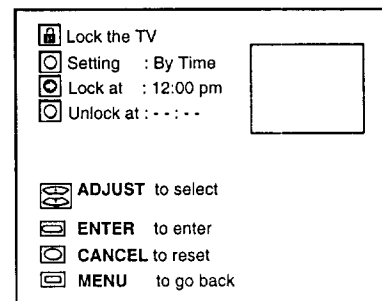 Lock the TV
Setting : By Time
Lock at : 12:00 pm
Unlock at : - - : - -
ADJUST to select
ENTER to enter
CANCEL to reset
MENU to go back